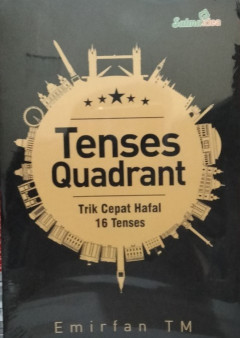 Tenses
Quadrant
Trik Cepat Hafal
16 Tenses
Emirfan TM